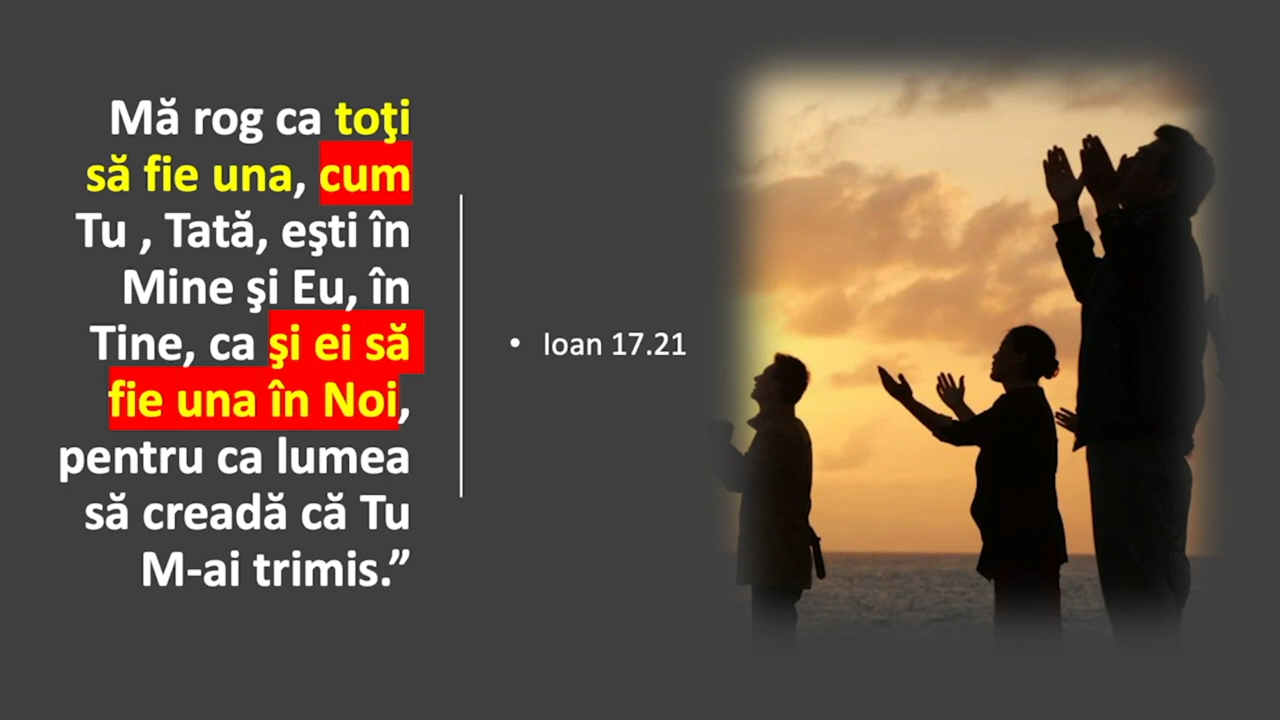 Mă rog ca toţi
să fie una, cum
Tu , Tată, eşti în
Mine şi Eu, în
Tine, ca şi ei să
fie una în Noi,
pentru ca lumea
să creadă că Tu
M-ai trimis.”
• Ioan 17.21